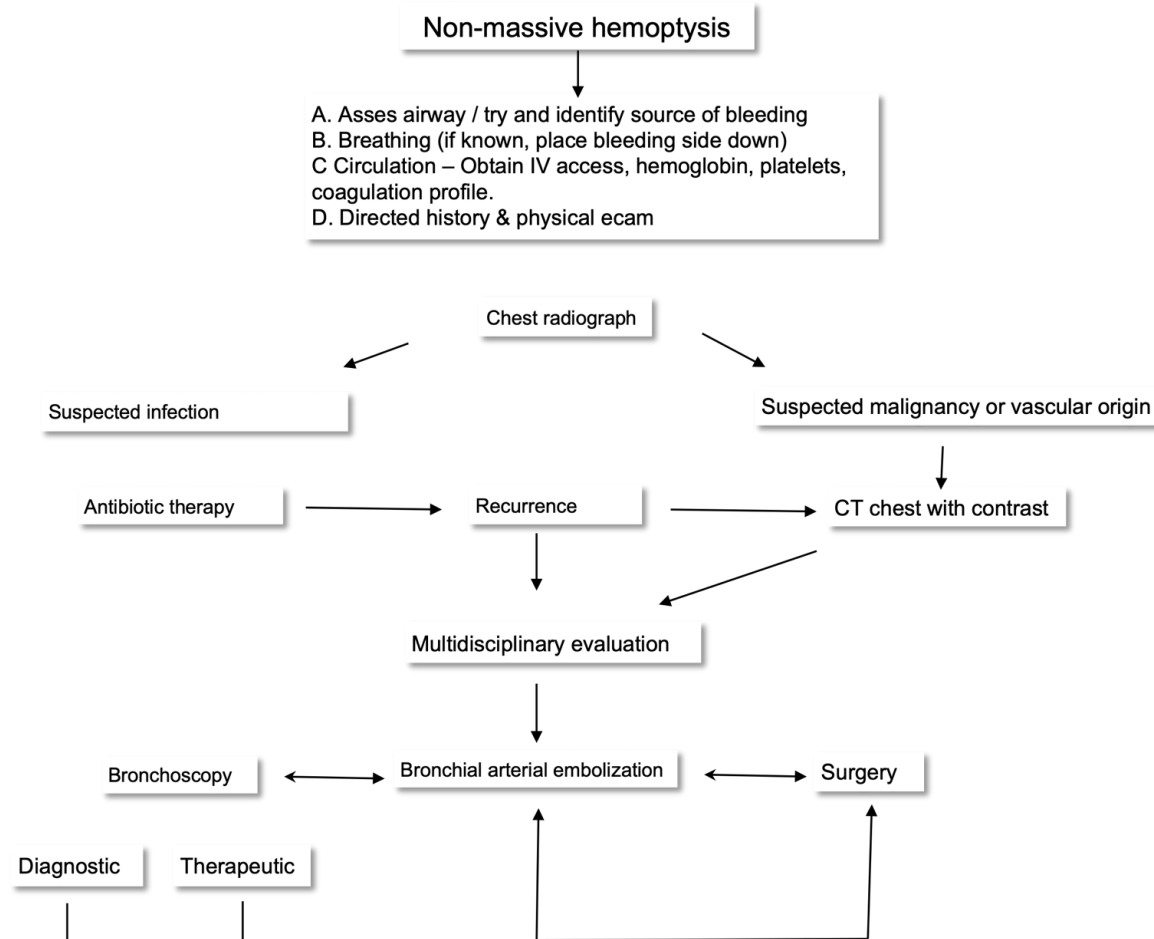 Non-massive hemoptysis
A. Asses airway / try and identify source of bleeding
B. Breathing (if known, place bleeding side down)
C Circulation – Obtain IV access, hemoglobin, platelets,
coagulation profile.
D. Directed history & physical ecam
Chest radiograph
Suspected infection
Suspected malignancy or vascular origin
Antibiotic therapy
Recurrence
CT chest with contrast
Multidisciplinary evaluation
Bronchoscopy
Bronchial arterial embolization
Surgery
Diagnostic
Therapeutic